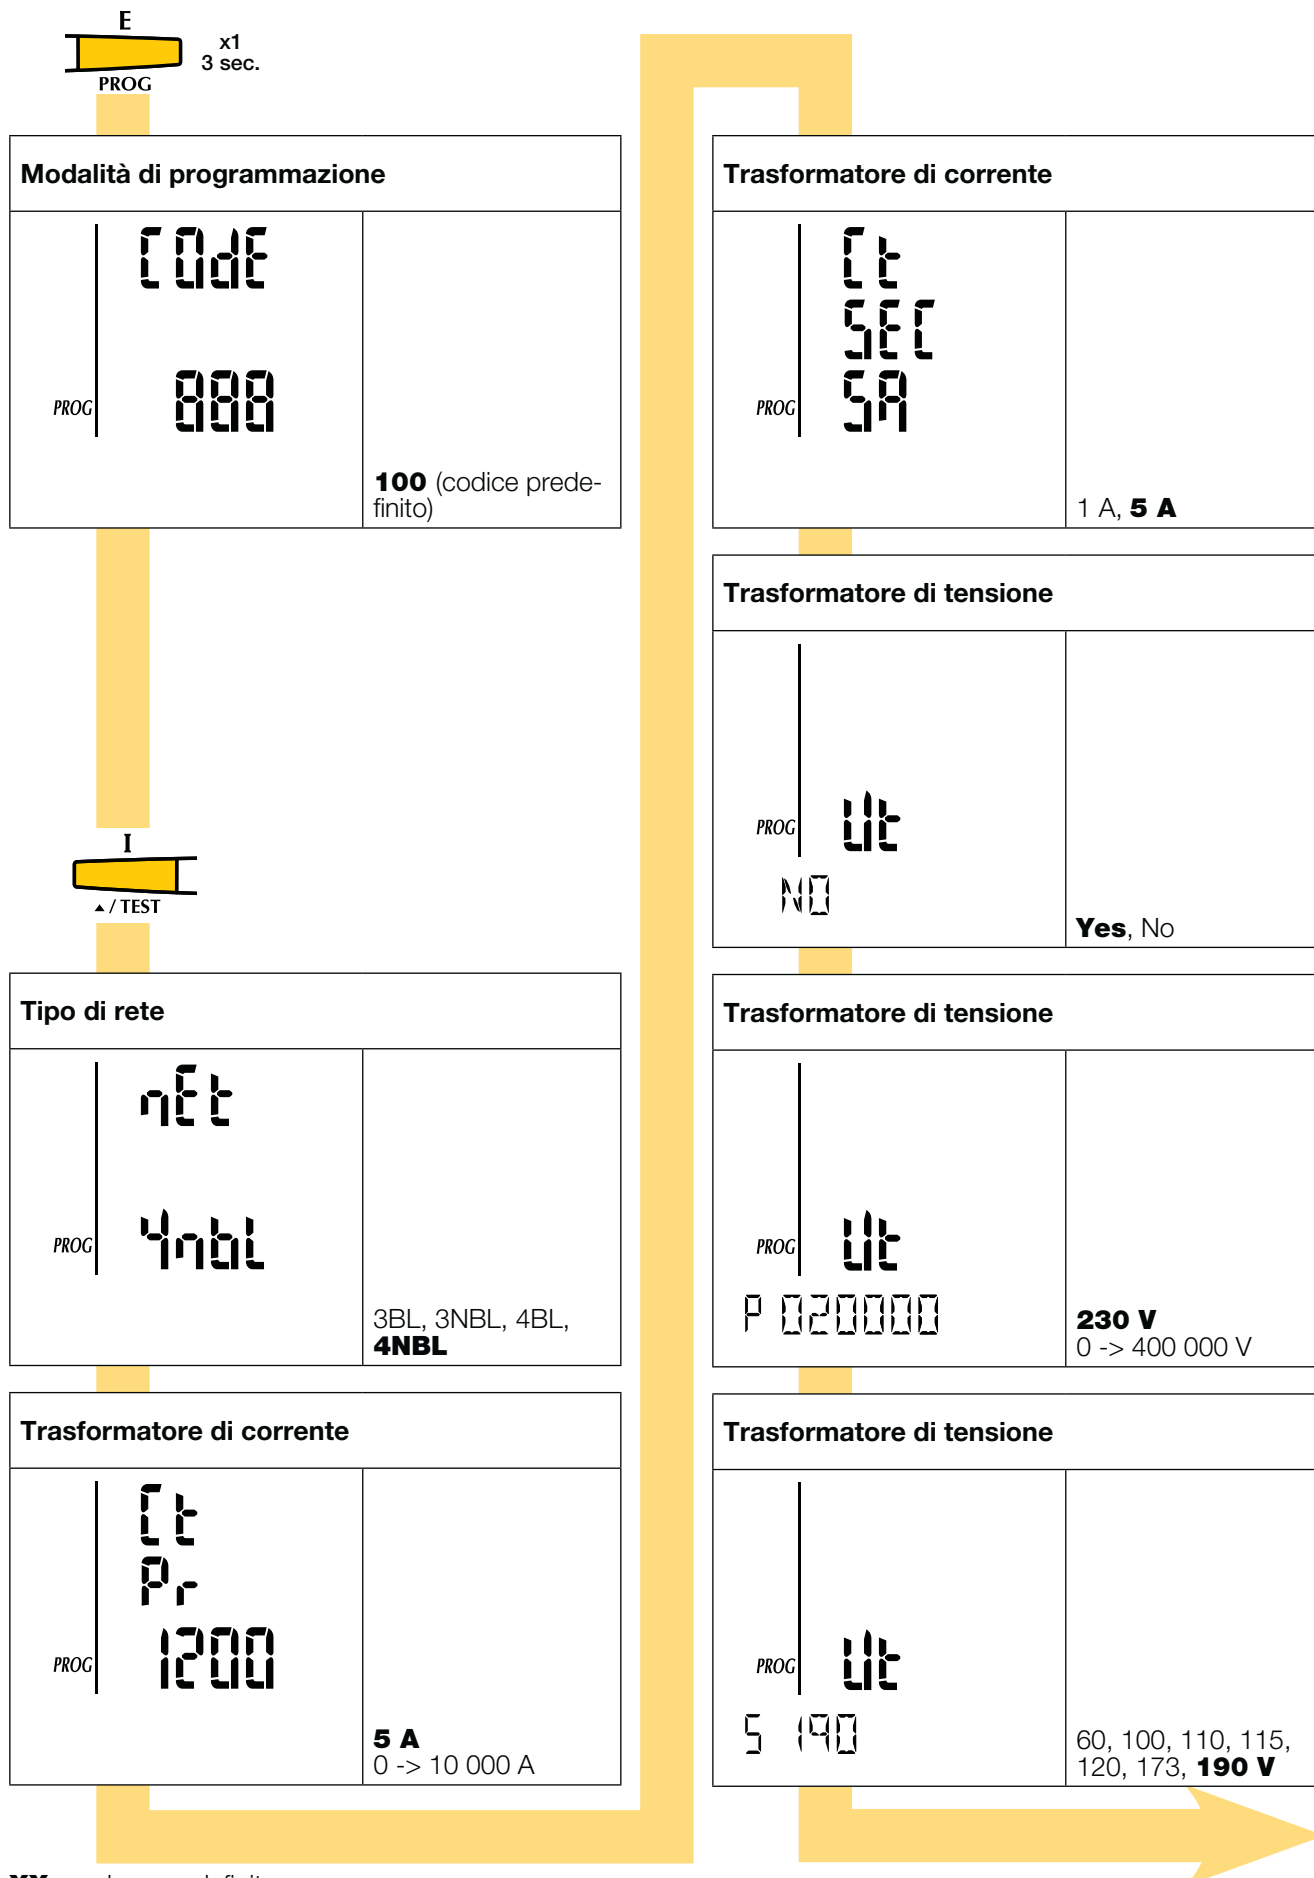 E
x1
3 sec.
PROG
Modalità di programmazione
C0dE
PROG
888
100 (codice prede-
finito)
I
▲ / TEST
Tipo di rete
nEt
PROG
4nbL
3BL, 3NBL, 4BL,
4NBL
Trasformatore di corrente
Ct
Pr
PROG
1200
5 A
0 -> 10 000 A
Trasformatore di corrente
Ct
SEC
PROG
5A
1 A, 5 A
Trasformatore di tensione
PROG
Ut
NO
Yes, No
Trasformatore di tensione
PROG
Ut
P 020000
230 V
0 -> 400 000 V
Trasformatore di tensione
PROG
Ut
S 190
60, 100, 110, 115,
120, 173, 190 V